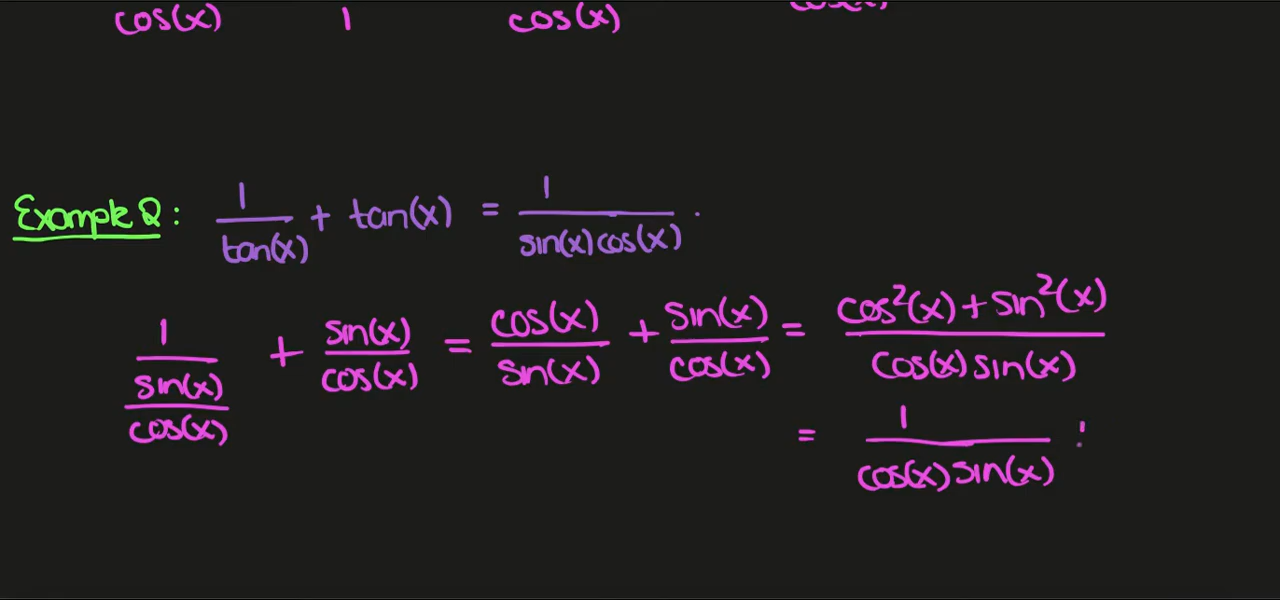 cos(x) 1 cos(x) cos(x)
Example 2: 1/tan(x) + tan(x) = 1/sin(x)cos(x).
1/(sin(x)/cos(x)) + sin(x)/cos(x) = cos(x)/sin(x) + sin(x)/cos(x) = cos²(x)+sin²(x)/cos(x)sin(x)
= 1/cos(x)sin(x) !